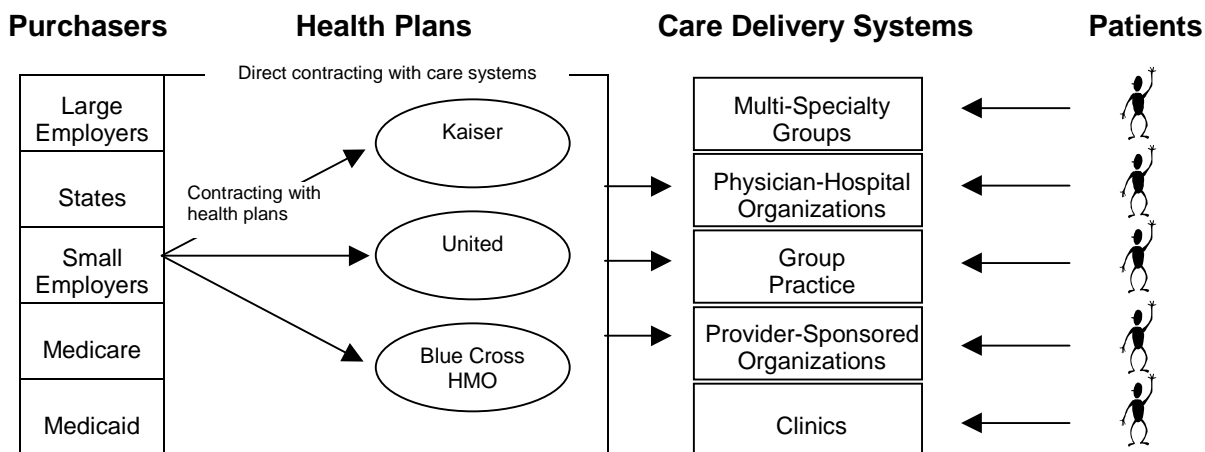 Purchasers
Health Plans
Care Delivery Systems
Patients
Direct contracting with care systems
Large
Employers
States
Small
Employers
Medicare
Medicaid
Contracting with
health plans
Kaiser
United
Blue Cross
HMO
Multi-Specialty
Groups
Physician-Hospital
Organizations
Group
Practice
Provider-Sponsored
Organizations
Clinics